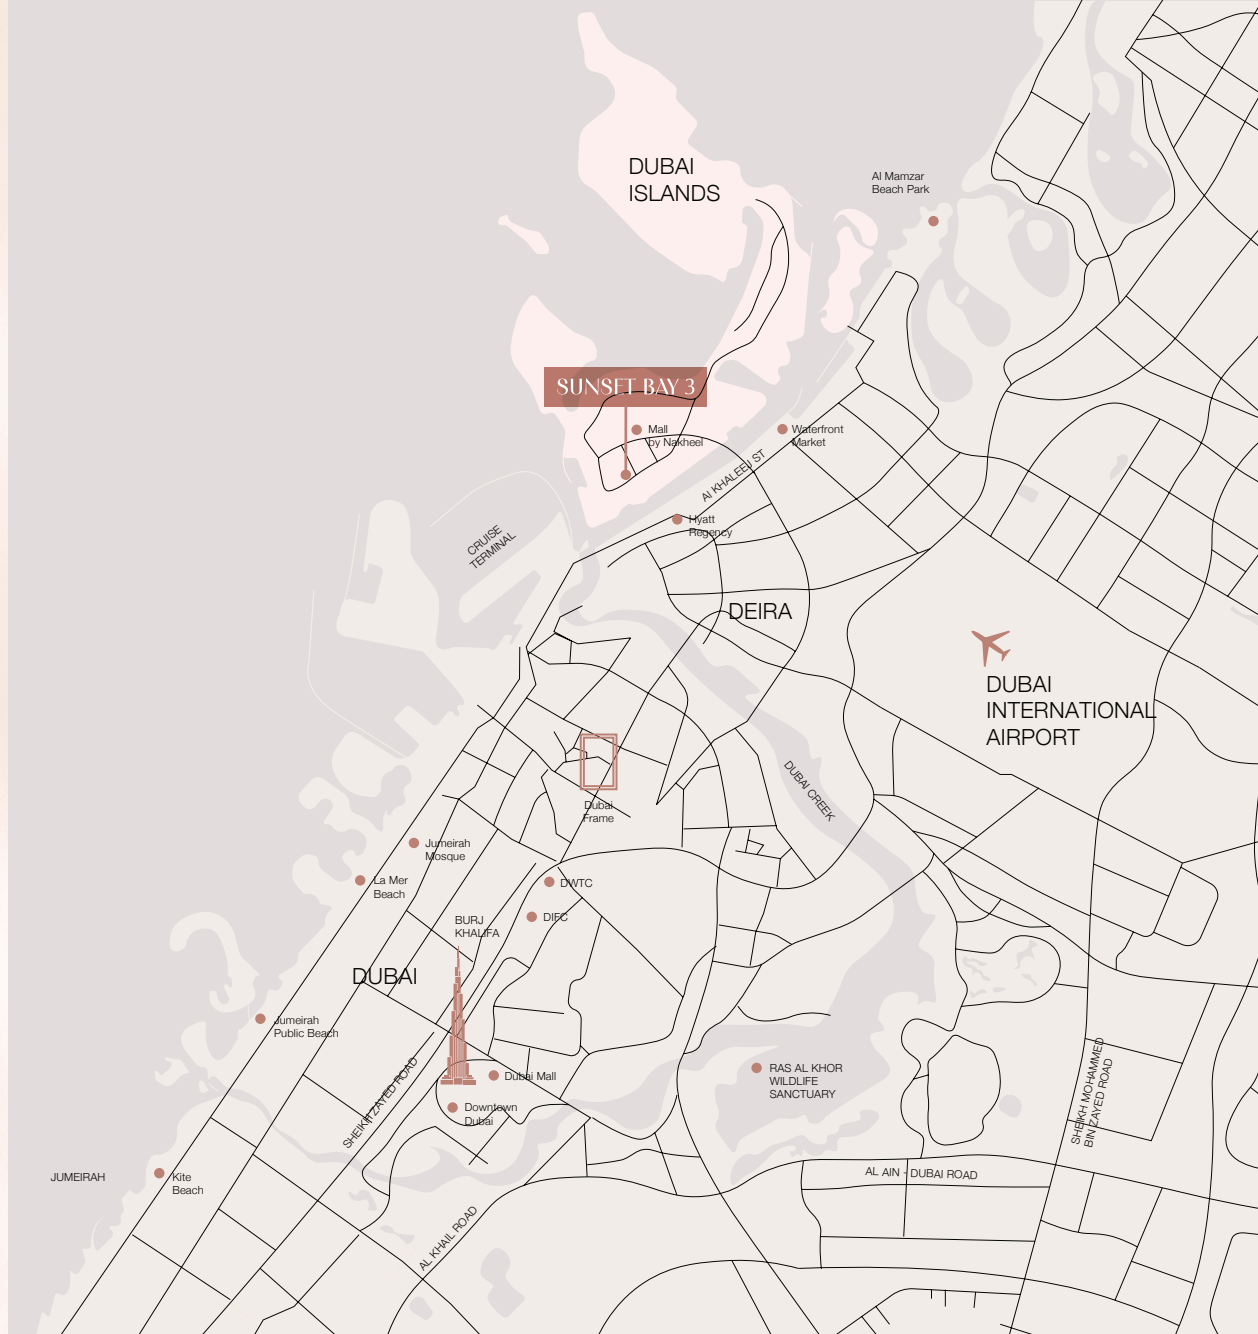 DUBAI
ISLANDS
Al Mamzar
Beach Park
SUNSET BAY 3
Mall
by Nakheel
Waterfront
Market
Al KHALEEJ ST
Hyatt
Regency
CRUISE
TERMINAL
DEIRA
DUBAI
INTERNATIONAL
AIRPORT
DUBAI CREEK
Dubai
Frame
Jumeirah
Mosque
La Mer
Beach
DWTC
DIFC
BURJ
KHALIFA
DUBAI
Jumeirah
Public Beach
SHEIKH ZAYED ROAD
Dubai Mall
Downtown
Dubai
RAS AL KHOR
WILDLIFE
SANCTUARY
SHEIKH MOHAMMED
BIN ZAYED ROAD
JUMEIRAH
Kite
Beach
AL AIN - DUBAI ROAD
AL KHAIL ROAD